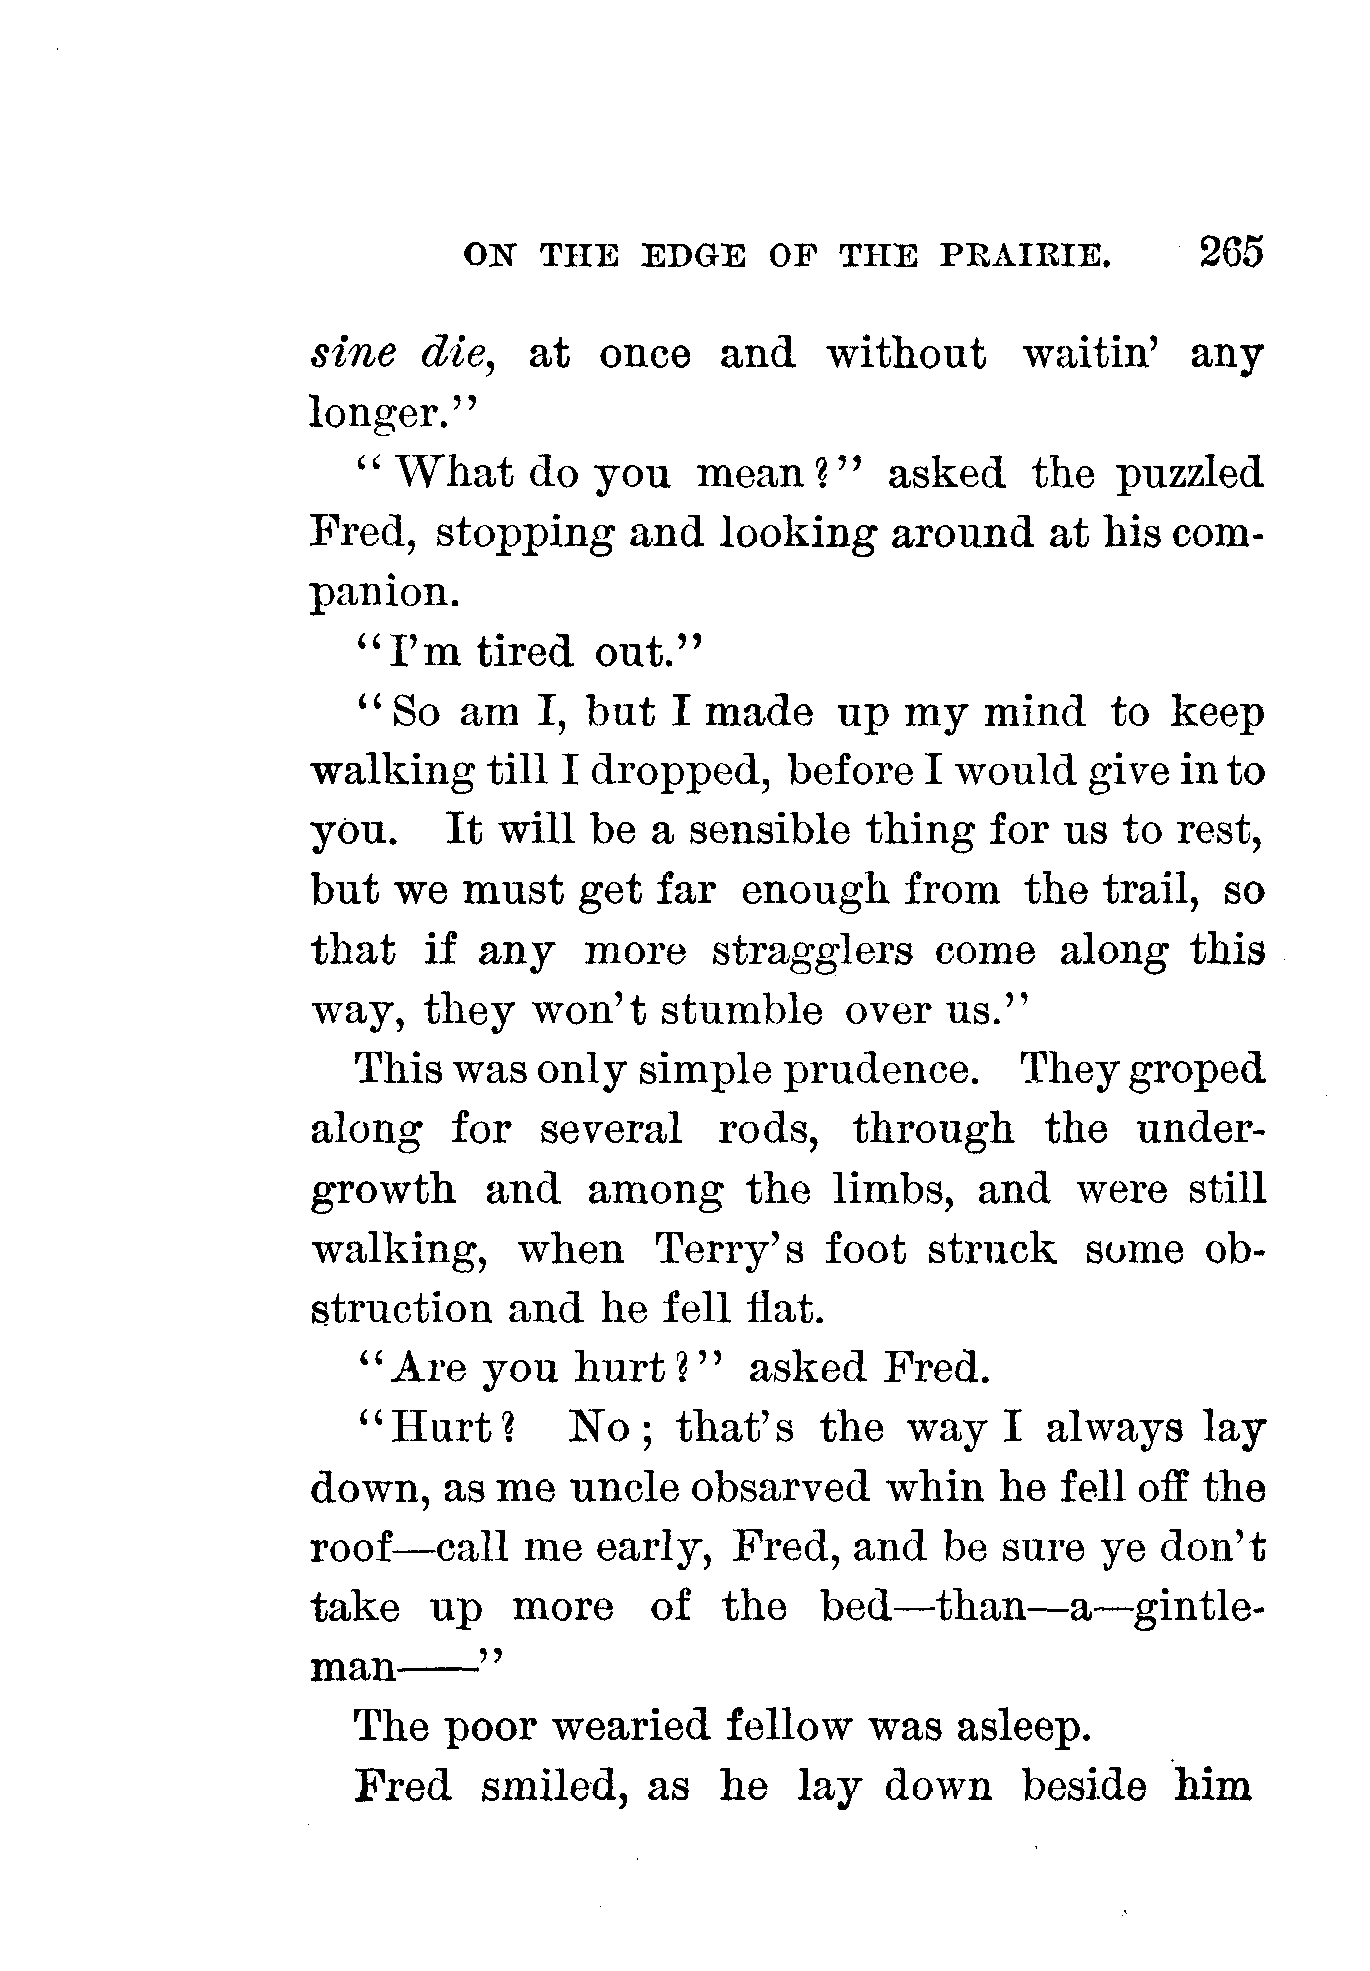 ON THE EDGE OF THE PRAIRIE. 265
sine die, at once and without waitin' any
longer."
"What do you mean?" asked the puzzled
Fred, stopping and looking around at his com-
panion.
"I'm tired out."
"So am I, but I made up my mind to keep
walking till I dropped, before I would give in to
you. It will be a sensible thing for us to rest,
but we must get far enough from the trail, so
that if any more stragglers come along this
way, they won't stumble over us."
This was only simple prudence. They groped
along for several rods, through the under-
growth and among the limbs, and were still
walking, when Terry's foot struck some ob-
struction and he fell flat.
"Are you hurt?" asked Fred.
"Hurt? No; that's the way I always lay
down, as me uncle obsarved whin he fell off the
roof—call me early, Fred, and be sure ye don't
take up more of the bed—than—a—gintle-
man——"
The poor wearied fellow was asleep.
Fred smiled, as he lay down beside him